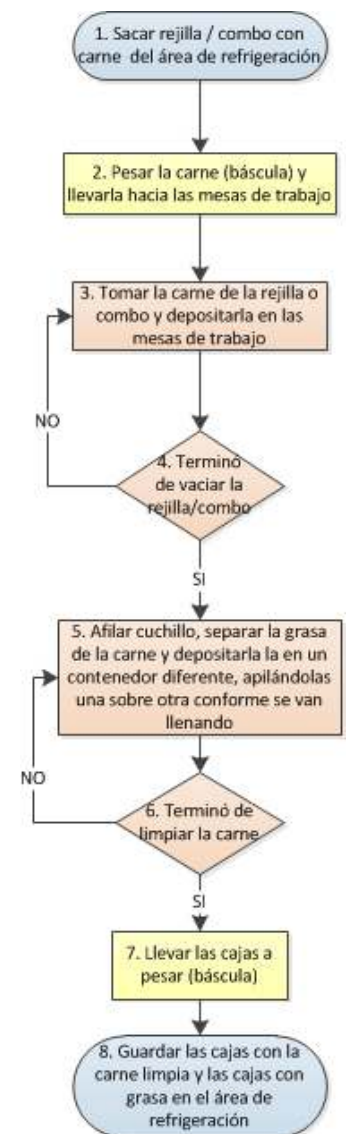 1. Sacar rejilla / combo con
carne del área de refrigeración
2. Pesar la carne (báscula) y
llevarla hacia las mesas de trabajo
3. Tomar la carne de la rejilla o
combo y depositarla en las
mesas de trabajo
NO
4. Terminó
de vaciar la
rejilla/combo
SI
5. Afilar cuchillo, separar la grasa
de la carne y depositarla la en un
contenedor diferente, apilándolas
una sobre otra conforme se van
llenando
NO
6. Terminó de
limpiar la carne
SI
7. Llevar las cajas a
pesar (báscula)
8. Guardar las cajas con la
carne limpia y las cajas con
grasa en el área de
refrigeración